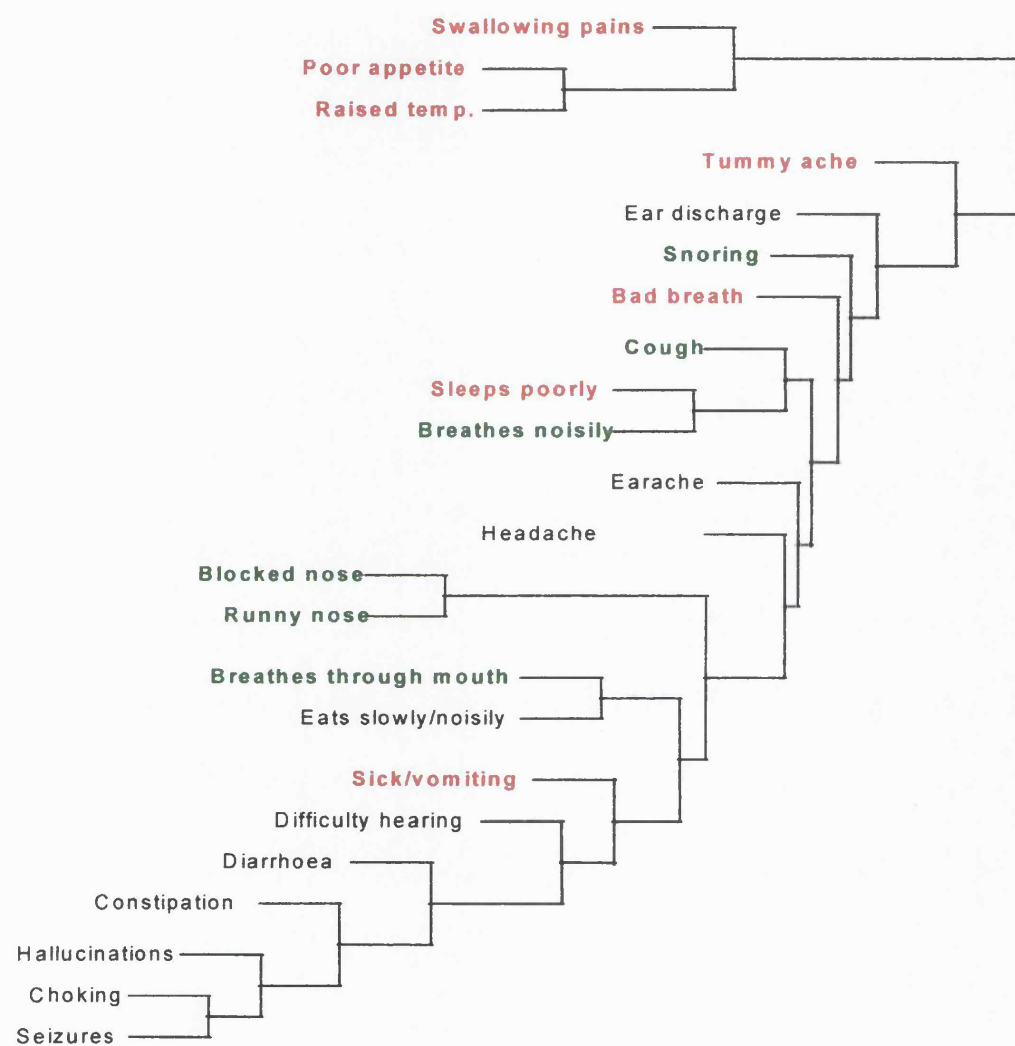 Swallowing pains
Poor appetite
Raised temp.
Tummy ache
Ear discharge
Snoring
Bad breath
Cough
Sleeps poorly
Breathes noisily
Earache
Headache
Blocked nose
Runny nose
Breathes through mouth
Eats slowly/noisily
Sick/vomiting
Difficulty hearing
Diarrhoea
Constipation
Hallucinations
Choking
Seizures